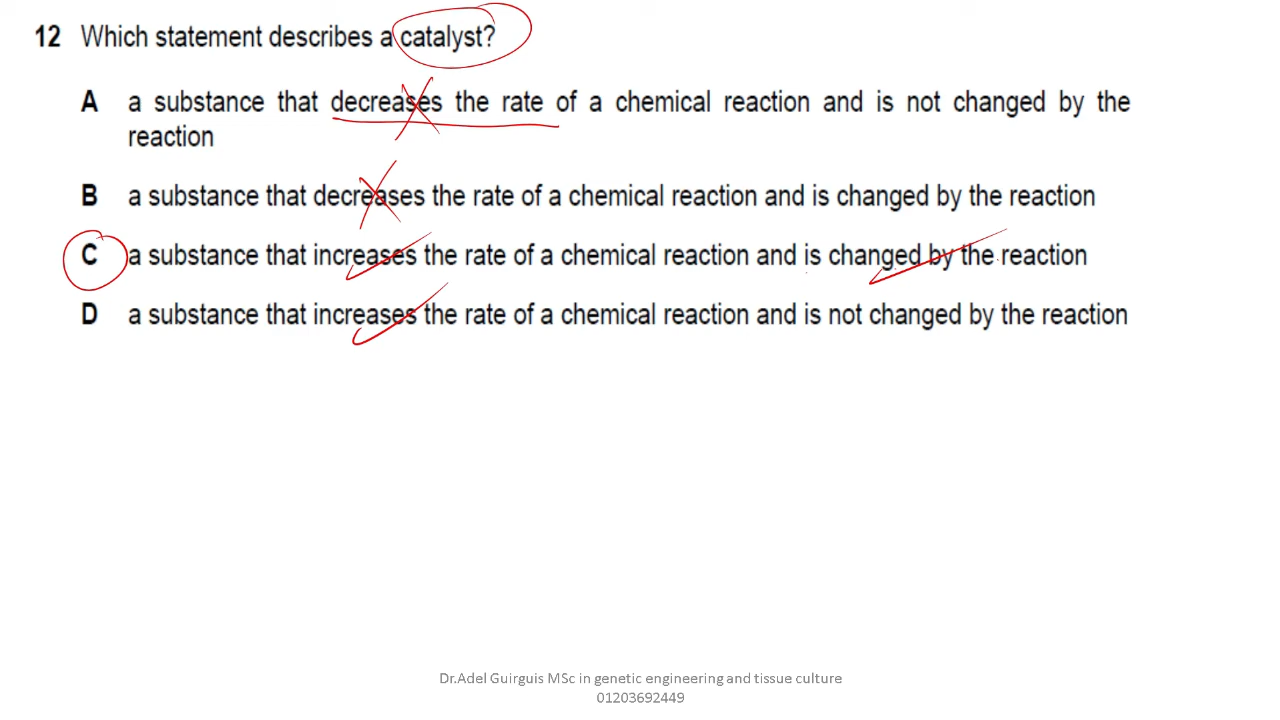 12 Which statement describes a catalyst?
A a substance that decreases the rate of a chemical reaction and is not changed by the
reaction
B a substance that decreases the rate of a chemical reaction and is changed by the reaction
C a substance that increases the rate of a chemical reaction and is changed by the reaction
D a substance that increases the rate of a chemical reaction and is not changed by the reaction
Dr.Adel Guirguis MSc in genetic engineering and tissue culture
01203692449